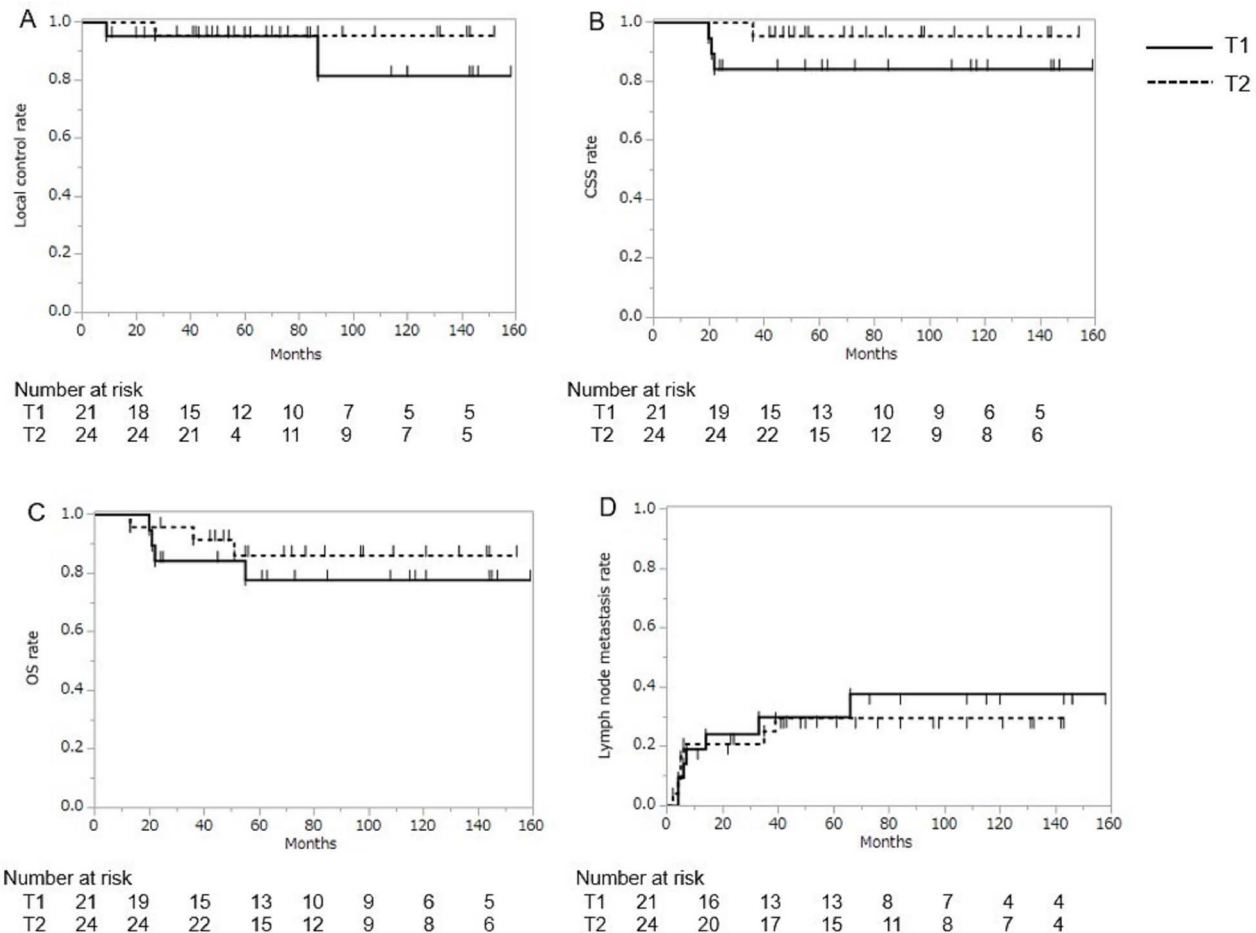 A
Local control rate
1.0
0.8
0.6
0.4
0.2
0.0
0 20 40 60 80 100 120 140 160
Months
Number at risk
T1 21 18 15 12 10 7 5 5
T2 24 24 21 4 11 9 7 5
B
CSS rate
1.0
0.8
0.6
0.4
0.2
0.0
0 20 40 60 80 100 120 140 160
Months
Number at risk
T1 21 19 15 13 10 9 6 5
T2 24 24 22 15 12 9 8 6
T1
T2
C
OS rate
1.0
0.8
0.6
0.4
0.2
0.0
0 20 40 60 80 100 120 140 160
Months
Number at risk
T1 21 19 15 13 10 9 6 5
T2 24 24 22 15 12 9 8 6
D
Lymph node metastasis rate
1.0
0.8
0.6
0.4
0.2
0.0
0 20 40 60 80 100 120 140 160
Months
Number at risk
T1 21 16 13 13 8 7 4 4
T2 24 20 17 15 11 8 7 4